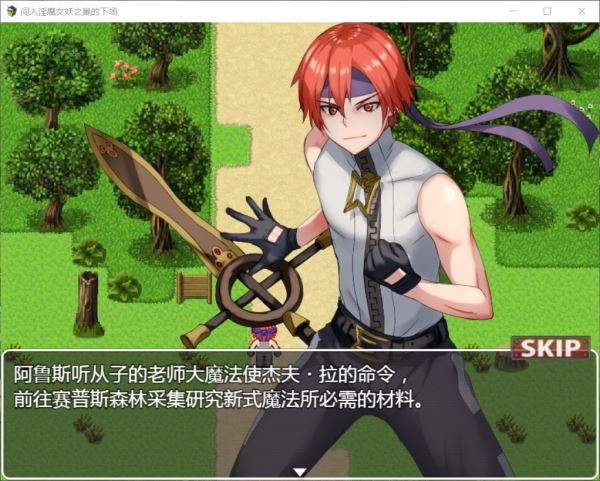 闯入淫魔女妖之巢的下场
SKIP
阿鲁斯听从子的老师大魔法使杰夫·拉的命令，
前往赛普斯森林采集研究新式魔法所必需的材料。